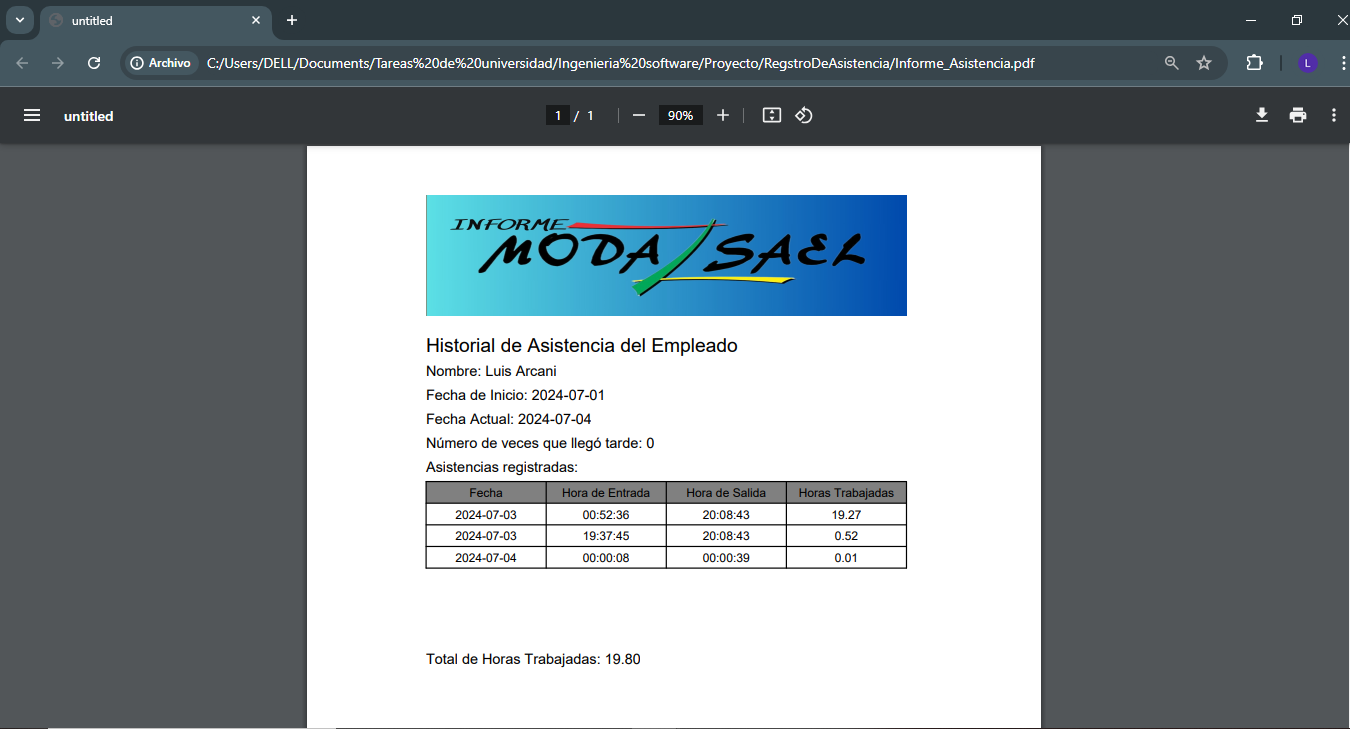 untitled
Archivo C:/Users/DELL/Documents/Tareas%20de%20universidad/Ingenieria%20software/Proyecto/RegstroDeAsistencia/Informe_Asistencia.pdf L
untitled 1 / 1 90%
INFORME
MODA SAEL
Historial de Asistencia del Empleado
Nombre: Luis Arcani
Fecha de Inicio: 2024-07-01
Fecha Actual: 2024-07-04
Número de veces que llegó tarde: 0
Asistencias registradas:
Fecha Hora de Entrada Hora de Salida Horas Trabajadas
2024-07-03 00:52:36 20:08:43 19.27
2024-07-03 19:37:45 20:08:43 0.52
2024-07-04 00:00:08 00:00:39 0.01
Total de Horas Trabajadas: 19.80